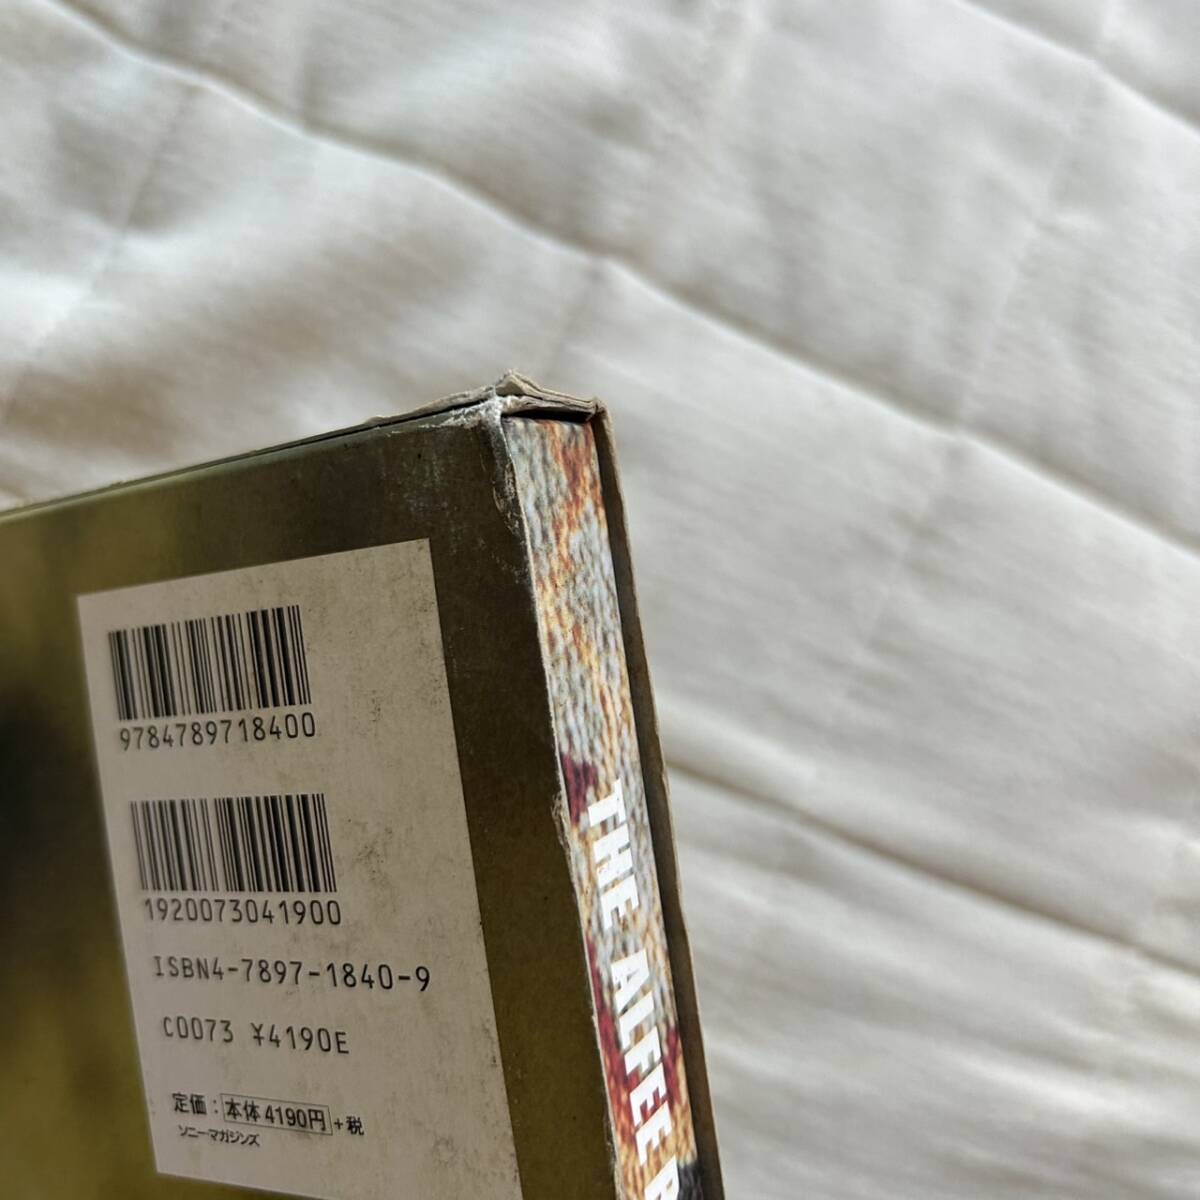 9784789718400
1920073041900
ISBN4-7897-1840-9
C0073 ¥4190E
定価：本体4190円+税
ソニー・マガジンズ
THE ALFEE B